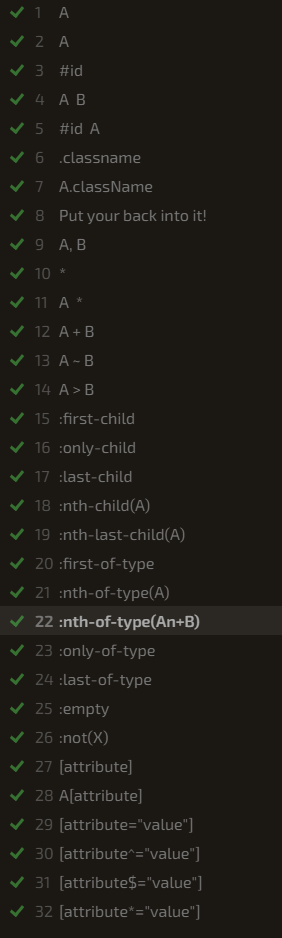 1 A
2 A
3 #id
4 A B
5 #id A
6 .classname
7 A.className
8 Put your back into it!
9 A, B
10 *
11 A *
12 A + B
13 A ~ B
14 A > B
15 :first-child
16 :only-child
17 :last-child
18 :nth-child(A)
19 :nth-last-child(A)
20 :first-of-type
21 :nth-of-type(A)
22 :nth-of-type(An+B)
23 :only-of-type
24 :last-of-type
25 :empty
26 :not(X)
27 [attribute]
28 A[attribute]
29 [attribute="value"]
30 [attribute^="value"]
31 [attribute$="value"]
32 [attribute*="value"]